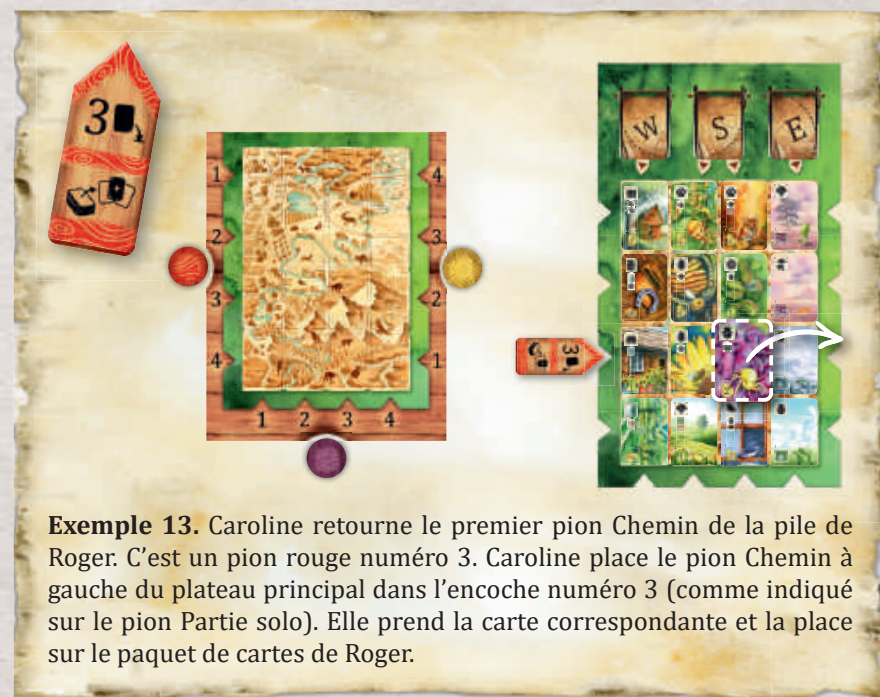 3
W S E
1 4
2 3
3 2
4 1
3
1 2 3 4
Exemple 13. Caroline retourne le premier pion Chemin de la pile de
Roger. C'est un pion rouge numéro 3. Caroline place le pion Chemin à
gauche du plateau principal dans l'encoche numéro 3 (comme indiqué
sur le pion Partie solo). Elle prend la carte correspondante et la place
sur le paquet de cartes de Roger.